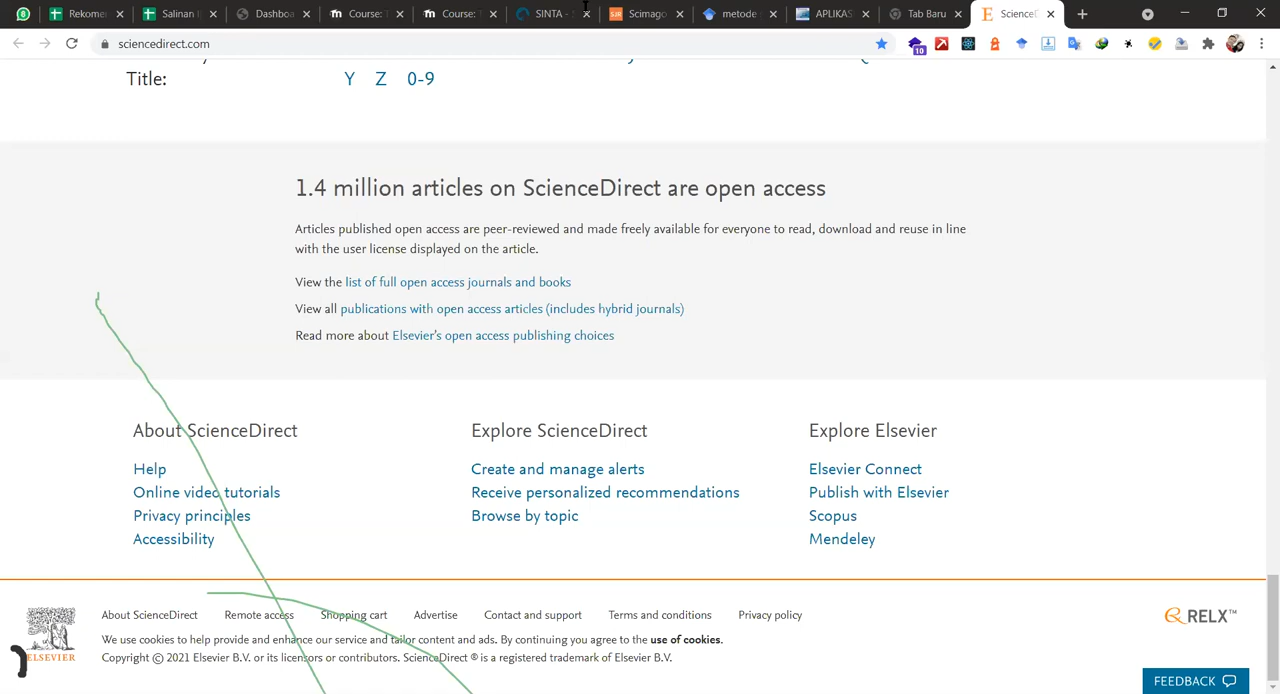 Rekome
Salinan I
Dashboa
Course: T
Course: T
SINTA - S
Scimago
metode
APLIKAS
Tab Baru
ScienceD
sciencedirect.com
10
Title: Y Z 0-9
1.4 million articles on ScienceDirect are open access
Articles published open access are peer-reviewed and made freely available for everyone to read, download and reuse in line
with the user license displayed on the article.
View the list of full open access journals and books
View all publications with open access articles (includes hybrid journals)
Read more about Elsevier's open access publishing choices
About ScienceDirect
Help
Online video tutorials
Privacy principles
Accessibility
Explore ScienceDirect
Create and manage alerts
Receive personalized recommendations
Browse by topic
Explore Elsevier
Elsevier Connect
Publish with Elsevier
Scopus
Mendeley
ELSEVIER
About ScienceDirect Remote access Shopping cart Advertise Contact and support Terms and conditions Privacy policy
We use cookies to help provide and enhance our service and tailor content and ads. By continuing you agree to the use of cookies.
Copyright © 2021 Elsevier B.V. or its licensors or contributors. ScienceDirect ® is a registered trademark of Elsevier B.V.
RELX™
FEEDBACK